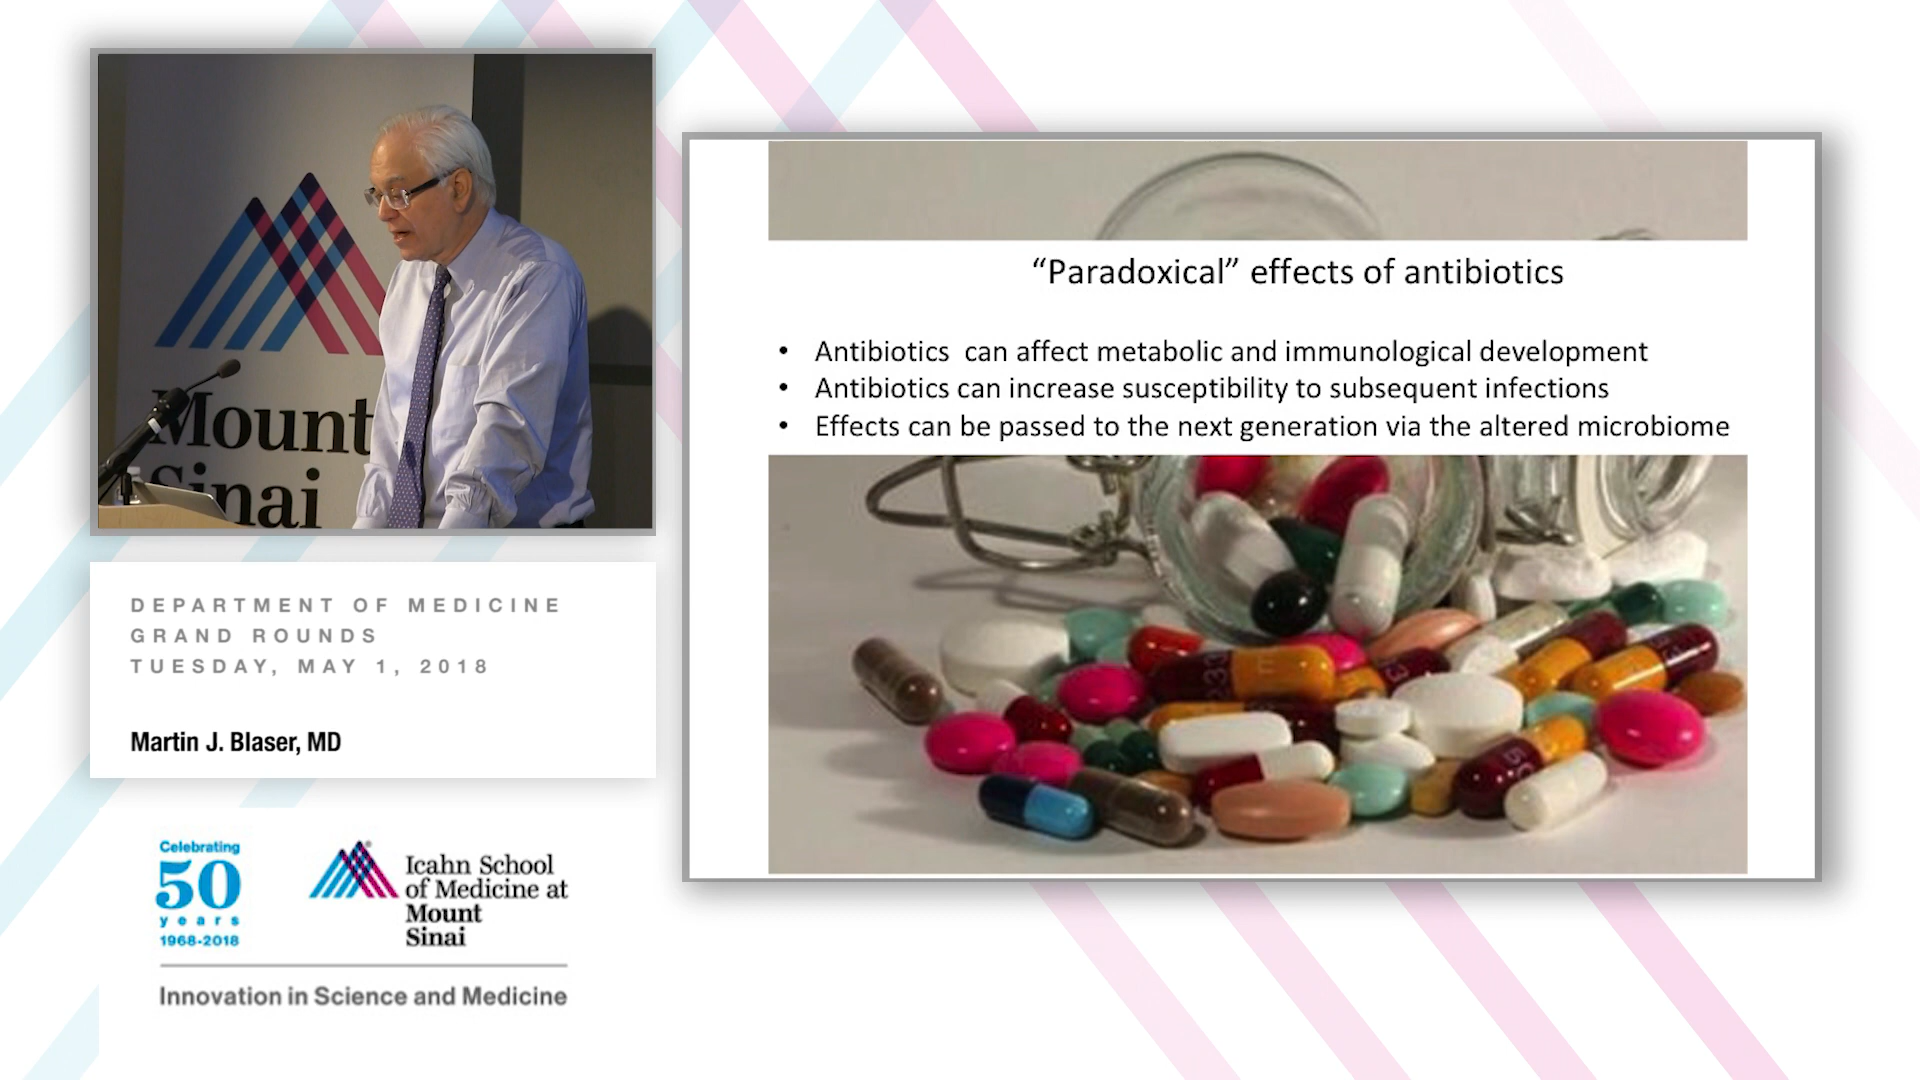 Mount
Sinai
DEPARTMENT OF MEDICINE
GRAND ROUNDS
TUESDAY, MAY 1, 2018
Martin J. Blaser, MD
Celebrating
50
years
1968-2018
Icahn School
of Medicine at
Mount
Sinai
Innovation in Science and Medicine
“Paradoxical” effects of antibiotics
• Antibiotics can affect metabolic and immunological development
• Antibiotics can increase susceptibility to subsequent infections
• Effects can be passed to the next generation via the altered microbiome